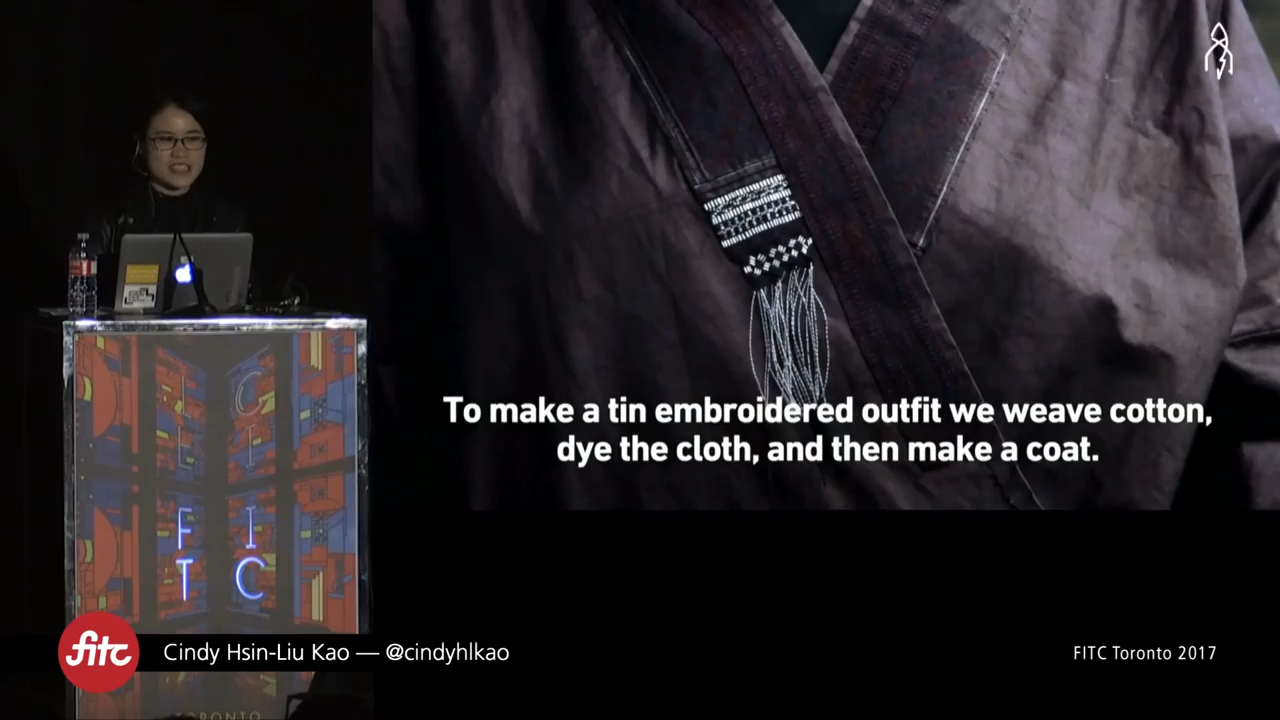 To make a tin embroidered outfit we weave cotton,
dye the cloth, and then make a coat.
C
I
F I
T C
fitc
Cindy Hsin-Liu Kao — @cindyhlkao
FITC Toronto 2017
TORONTO